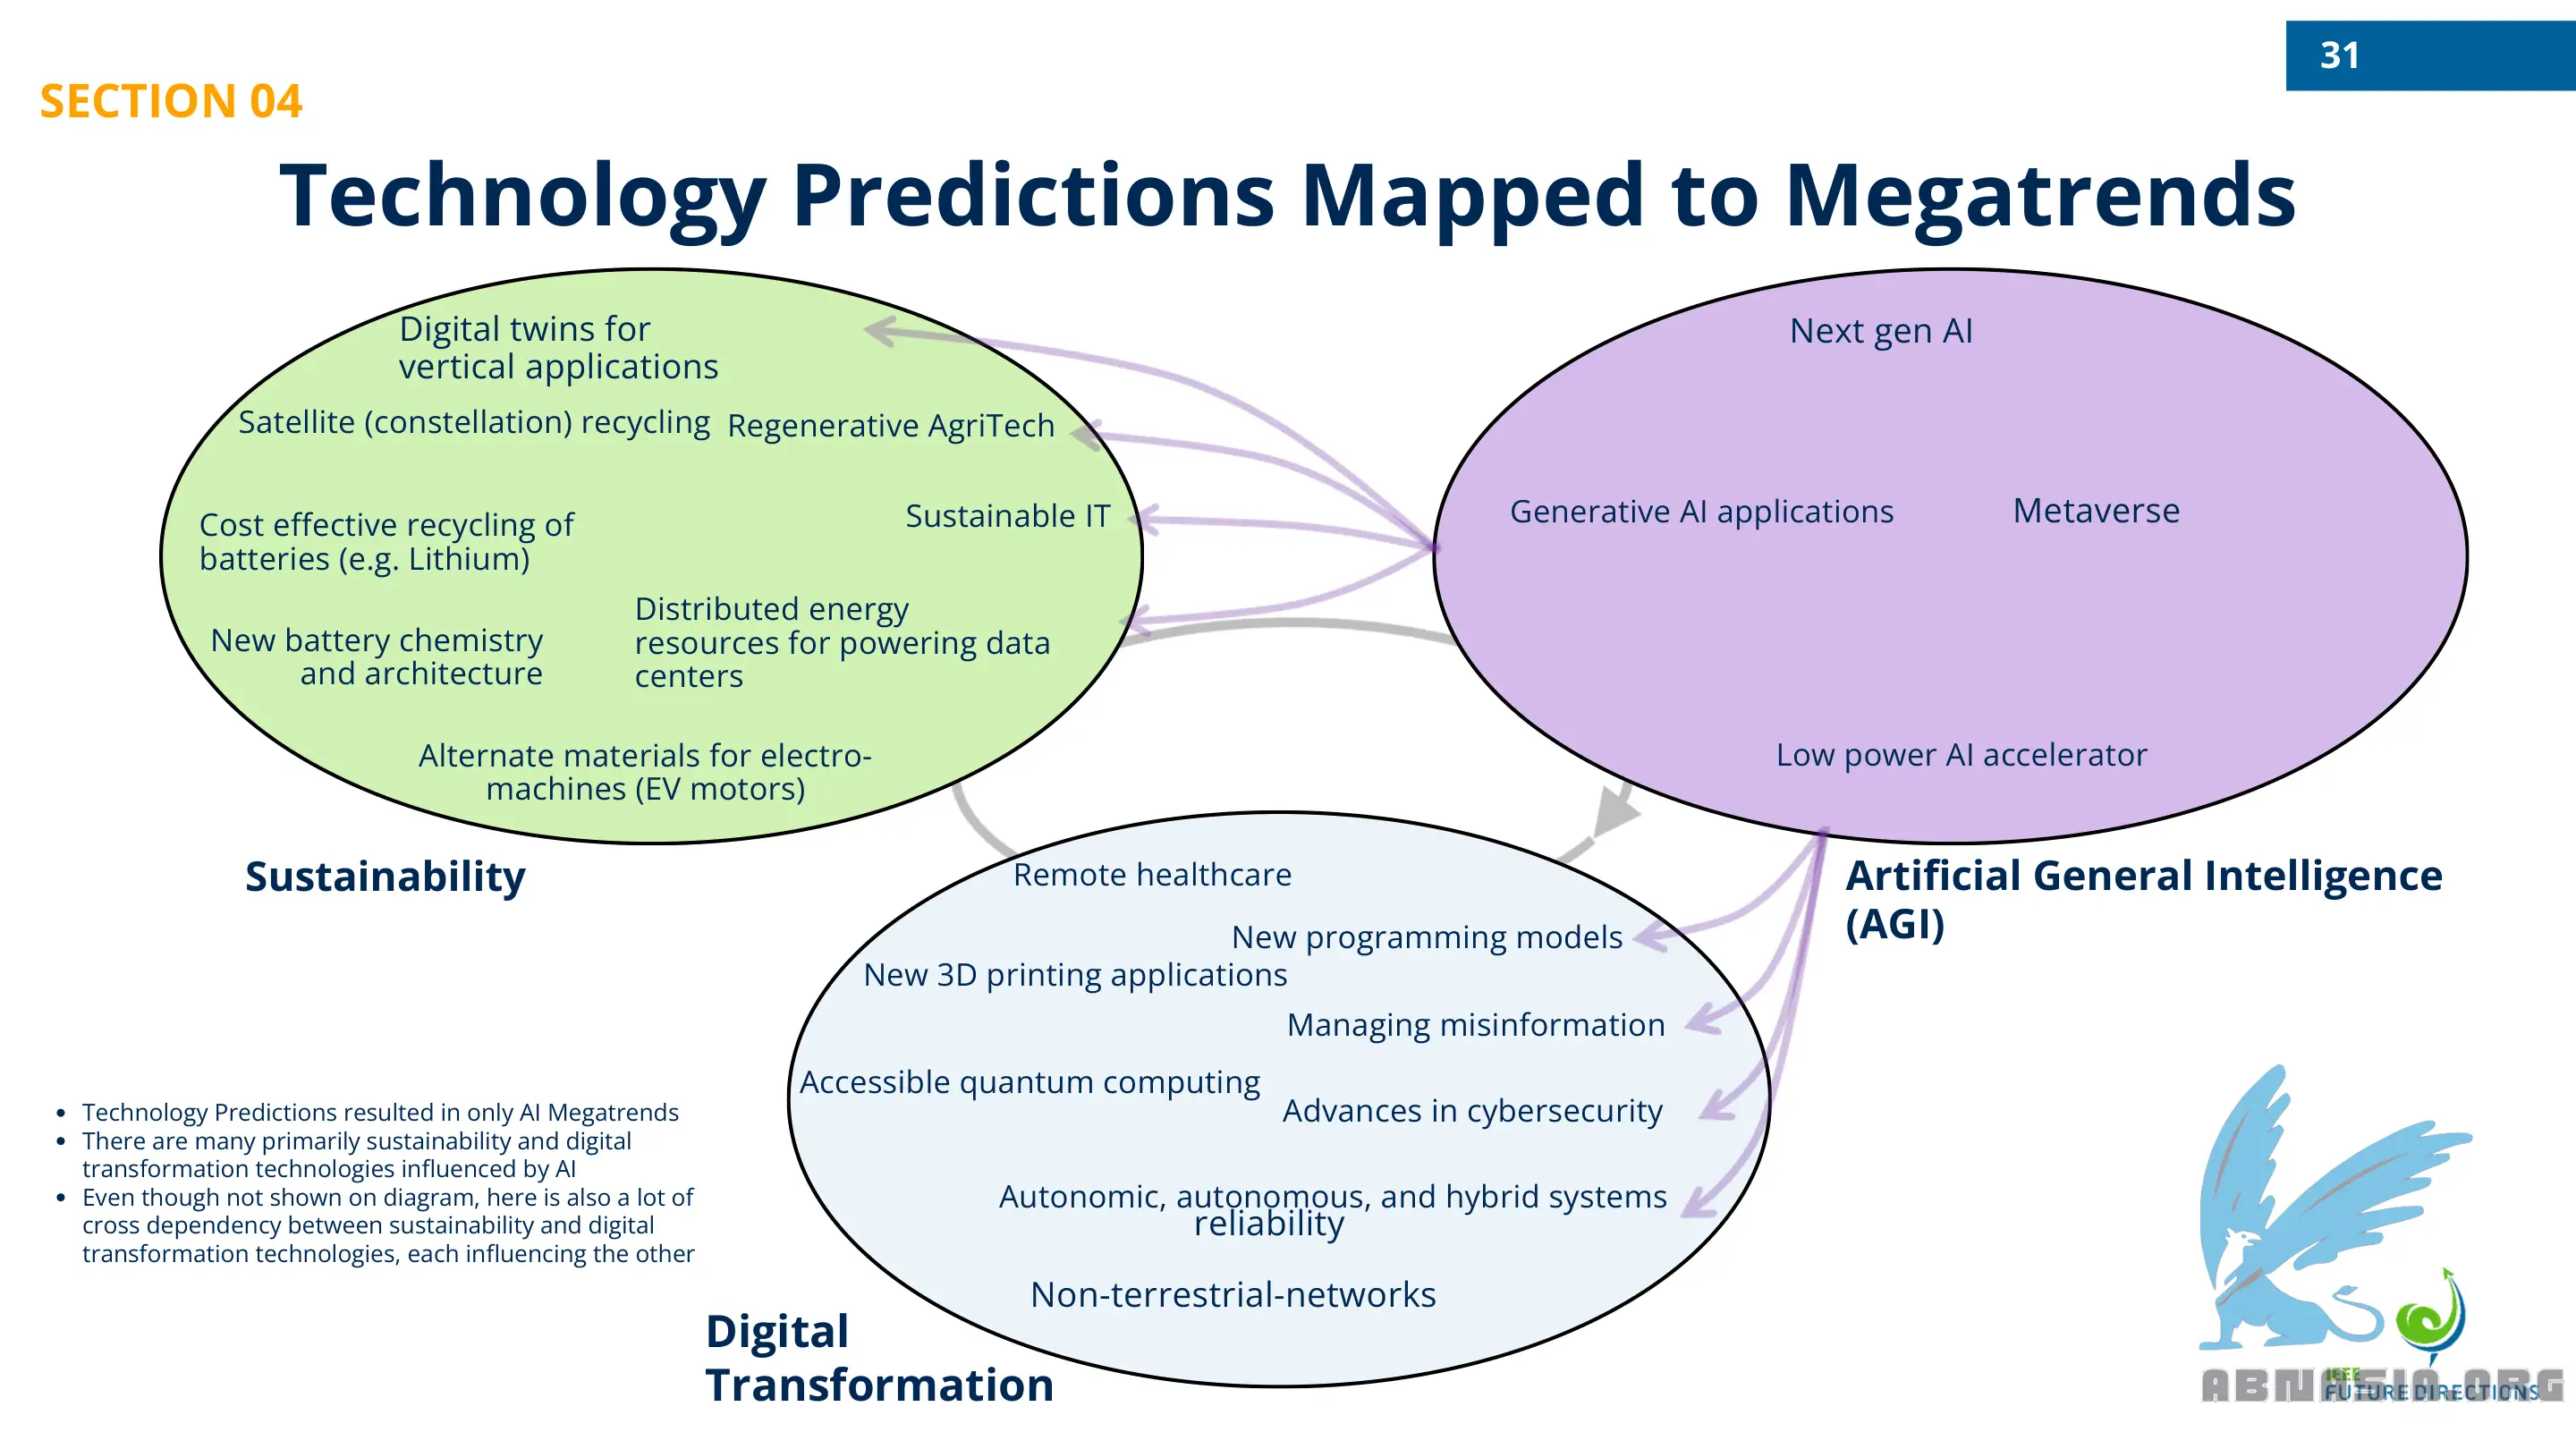 31
SECTION 04
Technology Predictions Mapped to Megatrends
Digital twins for
vertical applications
Satellite (constellation) recycling
Regenerative AgriTech
Sustainable IT
Cost effective recycling of
batteries (e.g. Lithium)
Distributed energy
resources for powering data
centers
New battery chemistry
and architecture
Alternate materials for electro-
machines (EV motors)
Sustainability
Next gen AI
Generative AI applications
Metaverse
Low power AI accelerator
Artificial General Intelligence
(AGI)
Remote healthcare
New programming models
New 3D printing applications
Managing misinformation
Accessible quantum computing
Advances in cybersecurity
Autonomic, autonomous, and hybrid systems
reliability
Non-terrestrial-networks
Digital
Transformation
• Technology Predictions resulted in only AI Megatrends
• There are many primarily sustainability and digital
transformation technologies influenced by AI
• Even though not shown on diagram, here is also a lot of
cross dependency between sustainability and digital
transformation technologies, each influencing the other
IEEE
FUTURE DIRECTIONS
ABNASIA.ORG